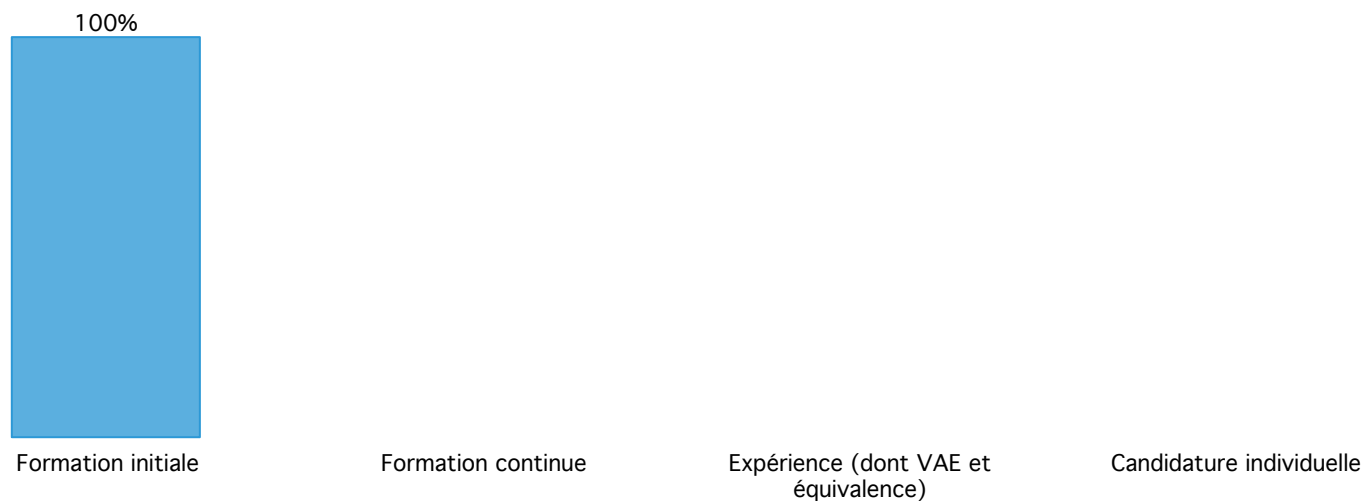 100%
Formation initiale
Formation continue
Expérience (dont VAE et
équivalence)
Candidature individuelle